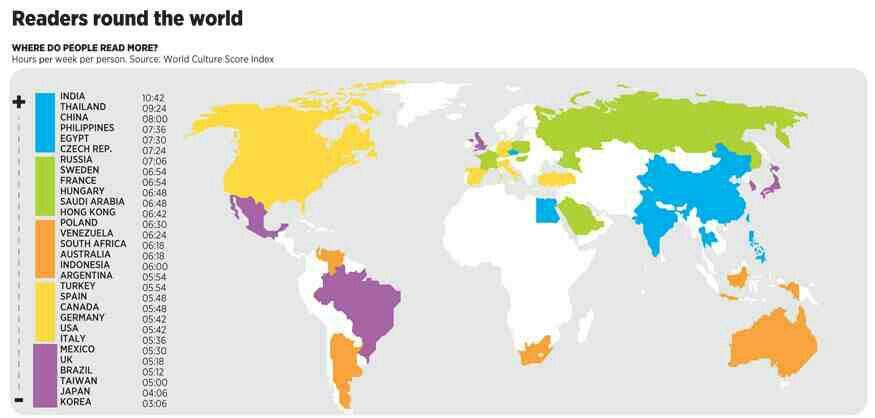 Readers round the world
WHERE DO PEOPLE READ MORE?
Hours per week per person. Source: World Culture Score Index
+
INDIA 10:42
THAILAND 09:24
CHINA 08:00
PHILIPPINES 07:36
EGYPT 07:30
CZECH REP. 07:24
RUSSIA 07:06
SWEDEN 06:54
FRANCE 06:54
HUNGARY 06:48
SAUDI ARABIA 06:48
HONG KONG 06:42
POLAND 06:30
VENEZUELA 06:24
SOUTH AFRICA 06:18
AUSTRALIA 06:18
INDONESIA 06:00
ARGENTINA 05:54
TURKEY 05:54
SPAIN 05:48
CANADA 05:48
GERMANY 05:42
USA 05:42
ITALY 05:36
MEXICO 05:30
UK 05:18
BRAZIL 05:12
TAIWAN 05:00
JAPAN 04:06
KOREA 03:06
-